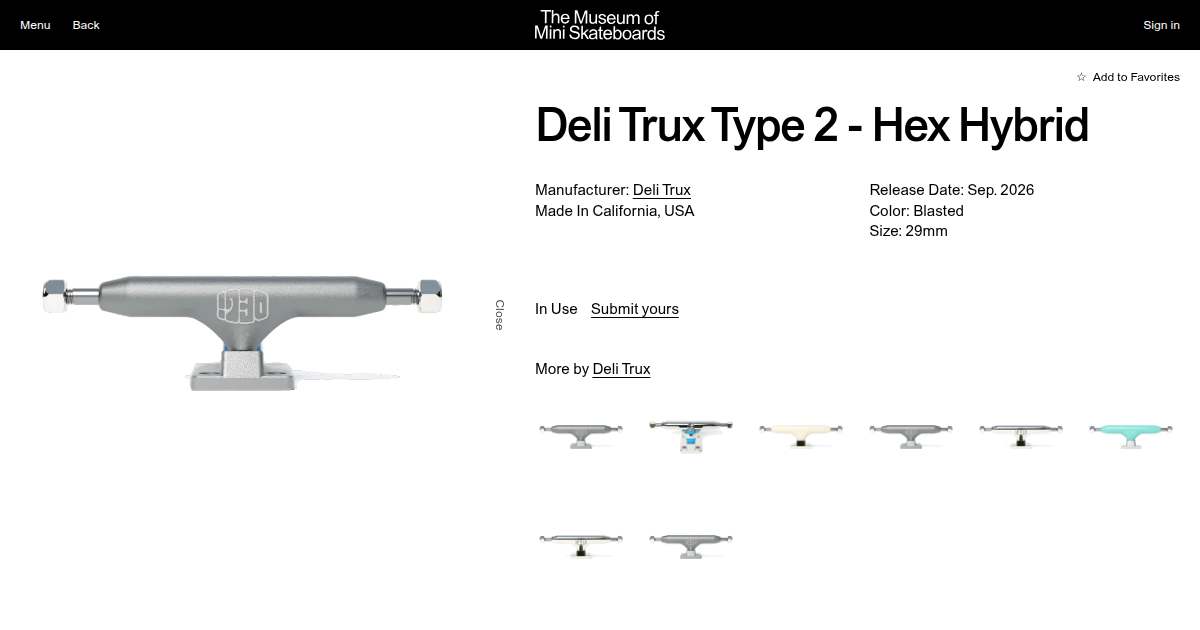 Menu
Back
The Museum of
Mini Skateboards
Sign in
☆ Add to Favorites
Deli Trux Type 2 - Hex Hybrid
Manufacturer: Deli Trux
Made In California, USA
Release Date: Sep. 2026
Color: Blasted
Size: 29mm
Close
In Use Submit yours
More by Deli Trux